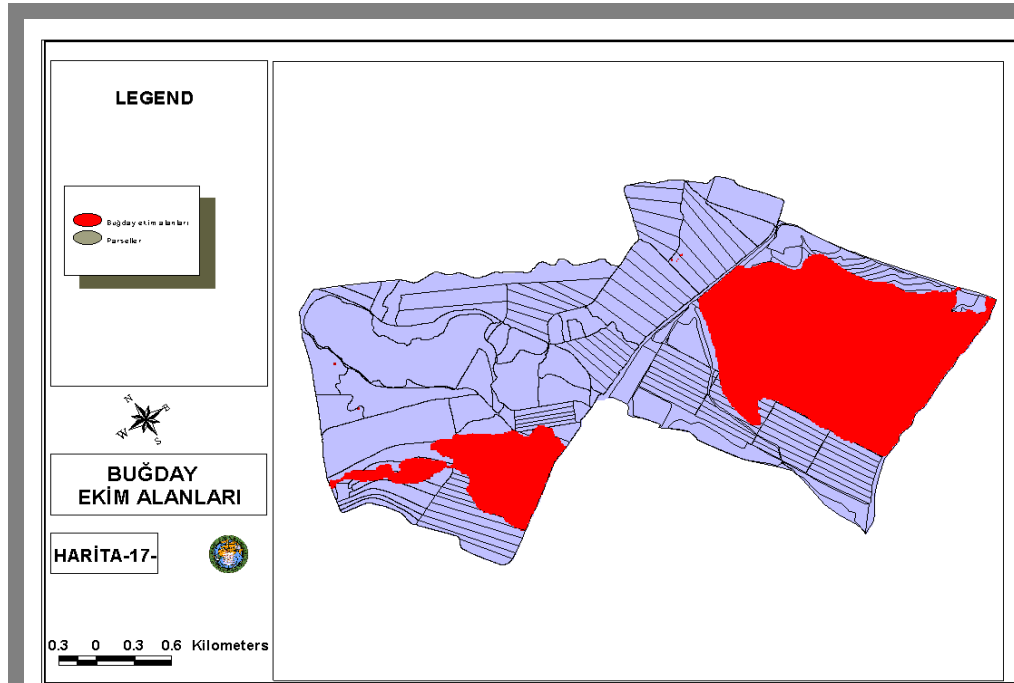 LEGEND
Buğday ekim alanları
Parseller
N
E
W
S
BUĞDAY
EKİM ALANLARI
HARİTA-17-
0.3 0 0.3 0.6 Kilometers